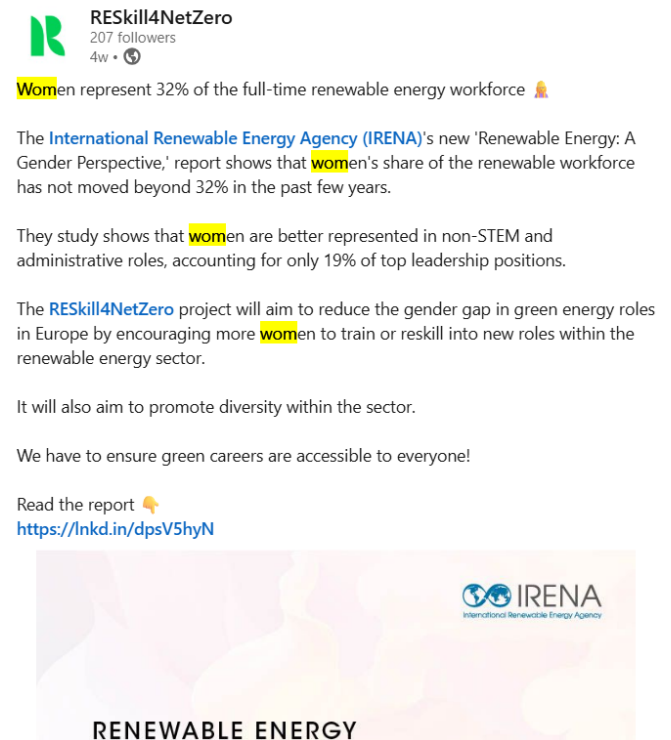 RESkill4NetZero
207 followers
4w •
Women represent 32% of the full-time renewable energy workforce
The International Renewable Energy Agency (IRENA)'s new 'Renewable Energy: A
Gender Perspective,' report shows that women's share of the renewable workforce
has not moved beyond 32% in the past few years.
They study shows that women are better represented in non-STEM and
administrative roles, accounting for only 19% of top leadership positions.
The RESkill4NetZero project will aim to reduce the gender gap in green energy roles
in Europe by encouraging more women to train or reskill into new roles within the
renewable energy sector.
It will also aim to promote diversity within the sector.
We have to ensure green careers are accessible to everyone!
Read the report 👇
https://lnkd.in/dpsV5hyN
IRENA
International Renewable Energy Agency
RENEWABLE ENERGY